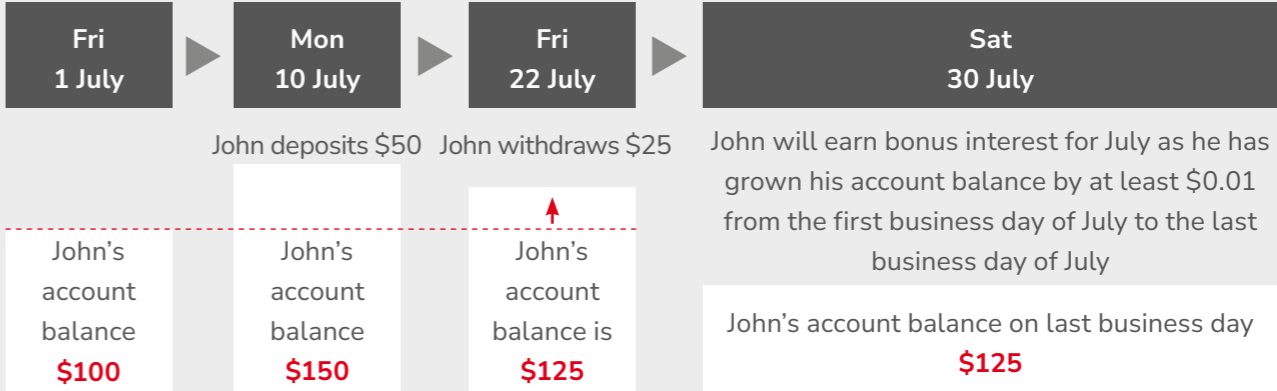 Fri
1 July
Mon
10 July
Fri
22 July
Sat
30 July
John deposits $50
John withdraws $25
John will earn bonus interest for July as he has
grown his account balance by at least $0.01
from the first business day of July to the last
business day of July
John’s
account
balance
$100
John’s
account
balance
$150
John’s
account
balance is
$125
John’s account balance on last business day
$125